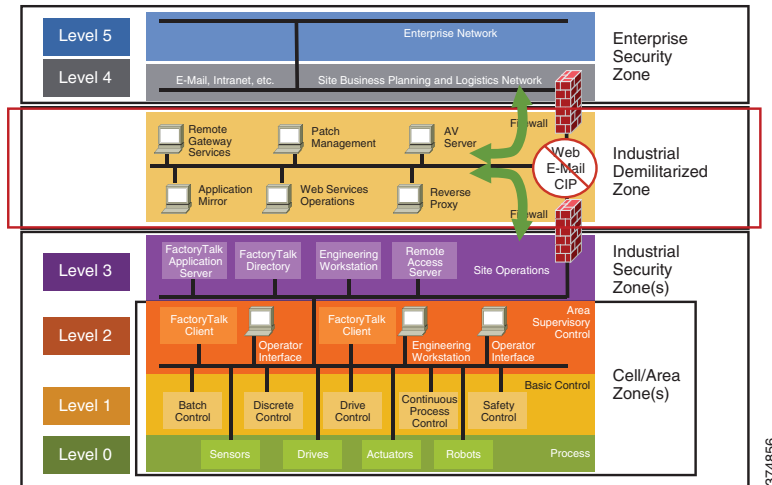 Level 5
Enterprise Network
Enterprise
Security
Zone
Level 4
E-Mail, Intranet, etc.
Site Business Planning and Logistics Network
Firewall
Remote
Gateway
Services
Patch
Management
AV
Server
Web
E-Mail
CIP
Industrial
Demilitarized
Zone
Application
Mirror
Web Services
Operations
Reverse
Proxy
Firewall
Level 3
FactoryTalk
Application
Server
FactoryTalk
Directory
Engineering
Workstation
Remote
Access
Server
Site Operations
Industrial
Security
Zone(s)
Level 2
FactoryTalk
Client
Operator
Interface
FactoryTalk
Client
Engineering
Workstation
Operator
Interface
Area
Supervisory
Control
Cell/Area
Zone(s)
Level 1
Basic Control
Batch
Control
Discrete
Control
Drive
Control
Continuous
Process
Control
Safety
Control
Level 0
Sensors
Drives
Actuators
Robots
Process
374856